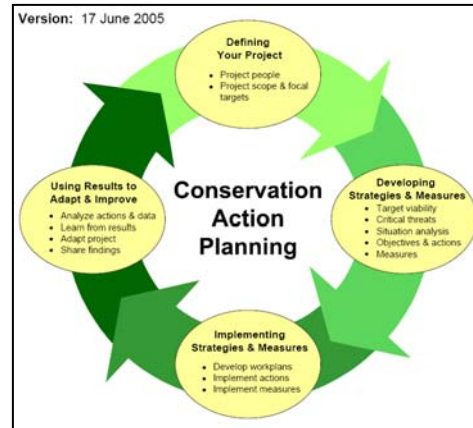 Version: 17 June 2005
Defining
Your Project
• Project people
• Project scope & focal
targets
Developing
Strategies & Measures
• Target viability
• Critical threats
• Situation analysis
• Objectives & actions
• Measures
Implementing
Strategies & Measures
• Develop workplans
• Implement actions
• Implement measures
Using Results to
Adapt & Improve
• Analyze actions & data
• Learn from results
• Adapt project
• Share findings
Conservation
Action
Planning